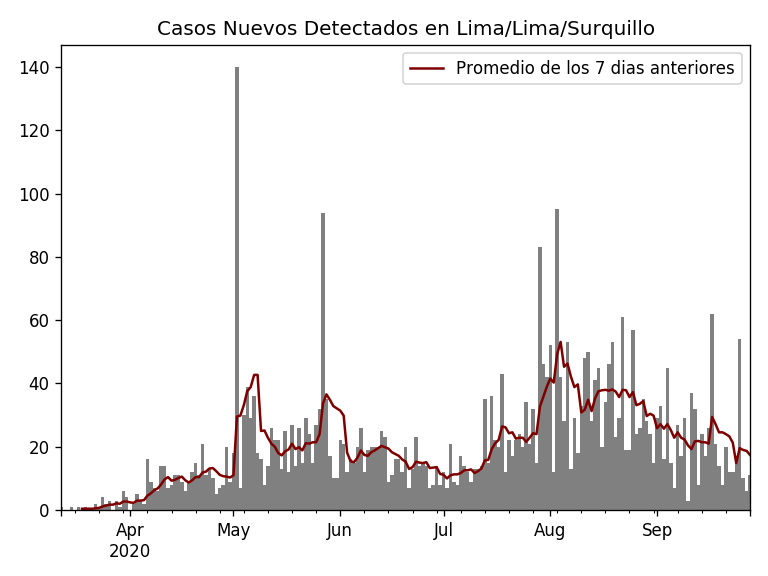 Casos Nuevos Detectados en Lima/Lima/Surquillo
Promedio de los 7 dias anteriores
140
120
100
80
60
40
20
0
Apr
2020
May
Jun
Jul
Aug
Sep